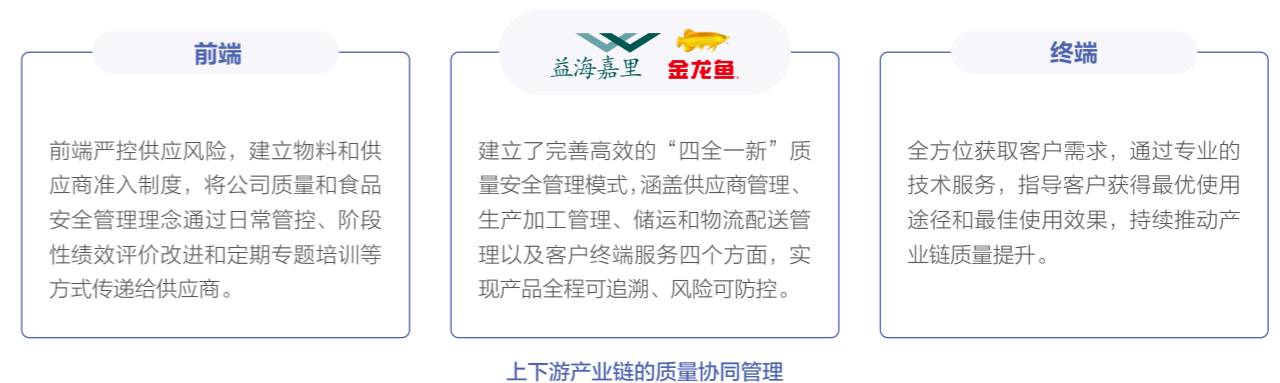 前端
前端严控供应风险，建立物料和供
应商准入制度，将公司质量和食品
安全管理理念通过日常管控、阶段
性绩效评价改进和定期专题培训等
方式传递给供应商。
益海嘉里 金龙鱼
建立了完善高效的“四全一新”质
量安全管理模式，涵盖供应商管理、
生产加工管理、储运和物流配送管
理以及客户终端服务四个方面，实
现产品全程可追溯、风险可防控。
终端
全方位获取客户需求，通过专业的
技术服务，指导客户获得最优使用
途径和最佳使用效果，持续推动产
业链质量提升。
上下游产业链的质量协同管理